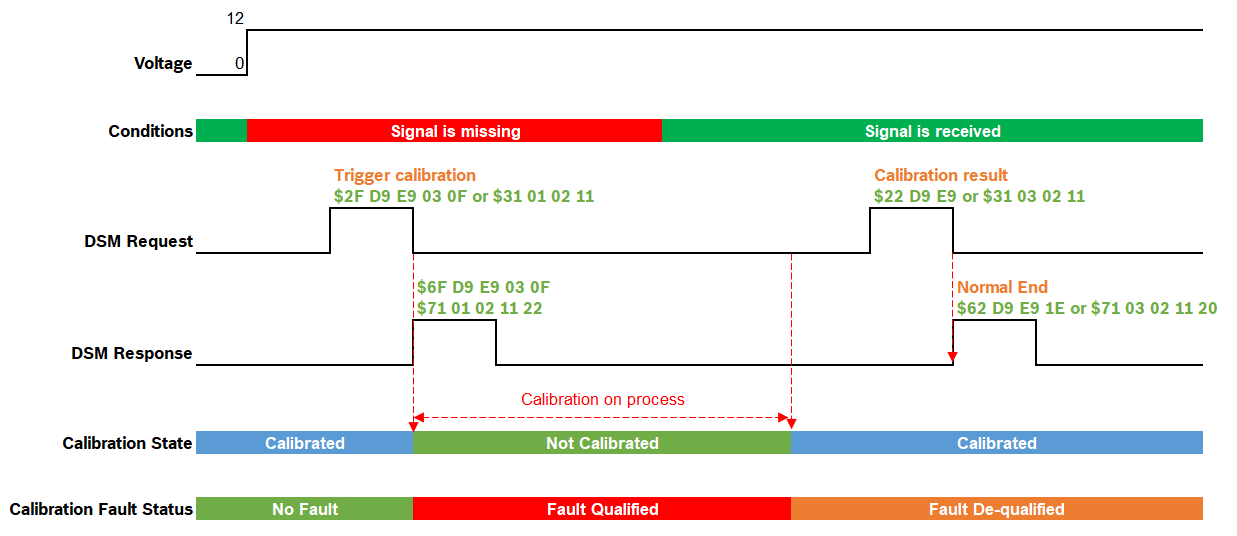 12
Voltage
0
Conditions
Signal is missing
Signal is received
Trigger calibration
$2F D9 E9 03 0F or $31 01 02 11
Calibration result
$22 D9 E9 or $31 03 02 11
DSM Request
$6F D9 E9 03 0F
$71 01 02 11 22
Normal End
$62 D9 E9 1E or $71 03 02 11 20
DSM Response
Calibration on process
Calibration State
Calibrated
Not Calibrated
Calibrated
Calibration Fault Status
No Fault
Fault Qualified
Fault De-qualified